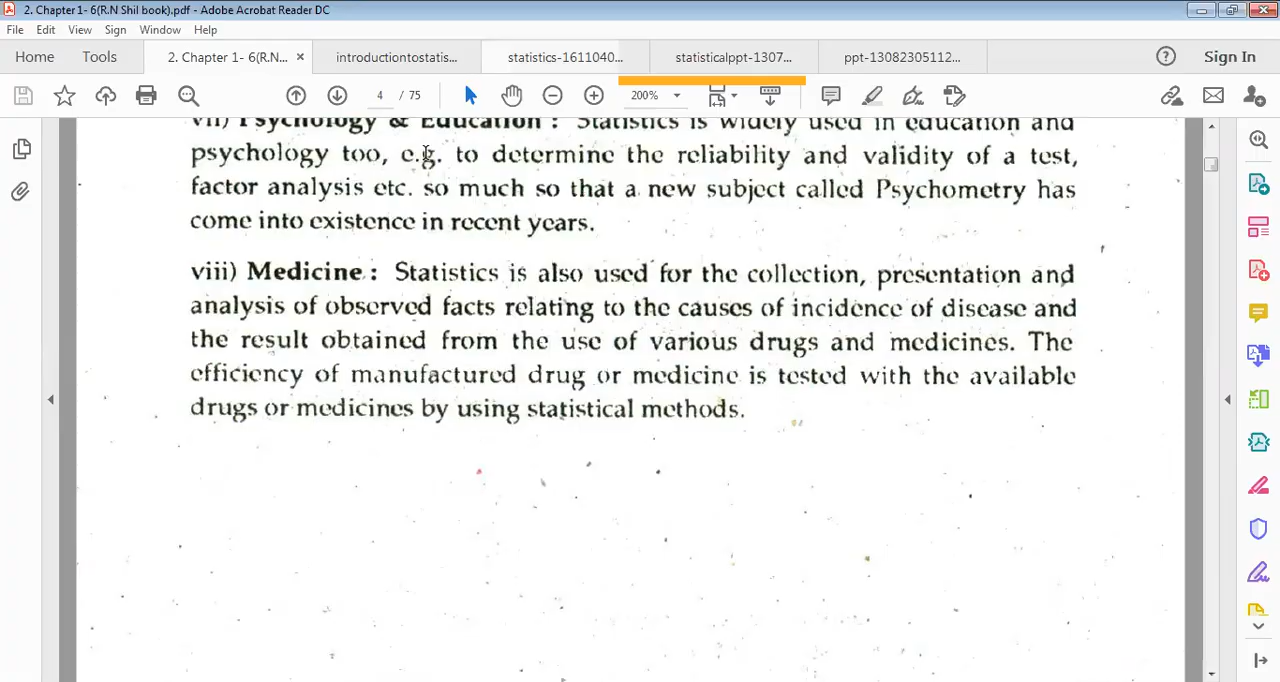 2. Chapter 1- 6(R.N Shil book).pdf - Adobe Acrobat Reader DC
File Edit View Sign Window Help
Home Tools 2. Chapter 1- 6(R.N... × introductiontostatis... statistics-1611040... statisticalppt-1307... ppt-13082305112... Sign In
4 / 75 200%
vii) Psychology & Education : Statistics is widely used in education and
psychology too, e.g. to determine the reliability and validity of a test,
factor analysis etc. so much so that a new subject called Psychometry has
come into existence in recent years.
viii) Medicine : Statistics is also used for the collection, presentation and
analysis of observed facts relating to the causes of incidence of disease and
the result obtained from the use of various drugs and medicines. The
efficiency of manufactured drug or medicine is tested with the available
drugs or medicines by using statistical methods.